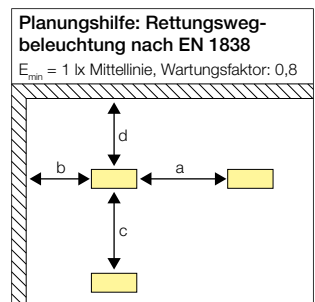 Planungshilfe: Rettungsweg-
beleuchtung nach EN 1838
Emin = 1 lx Mittellinie, Wartungsfaktor: 0,8
d
b
a
c